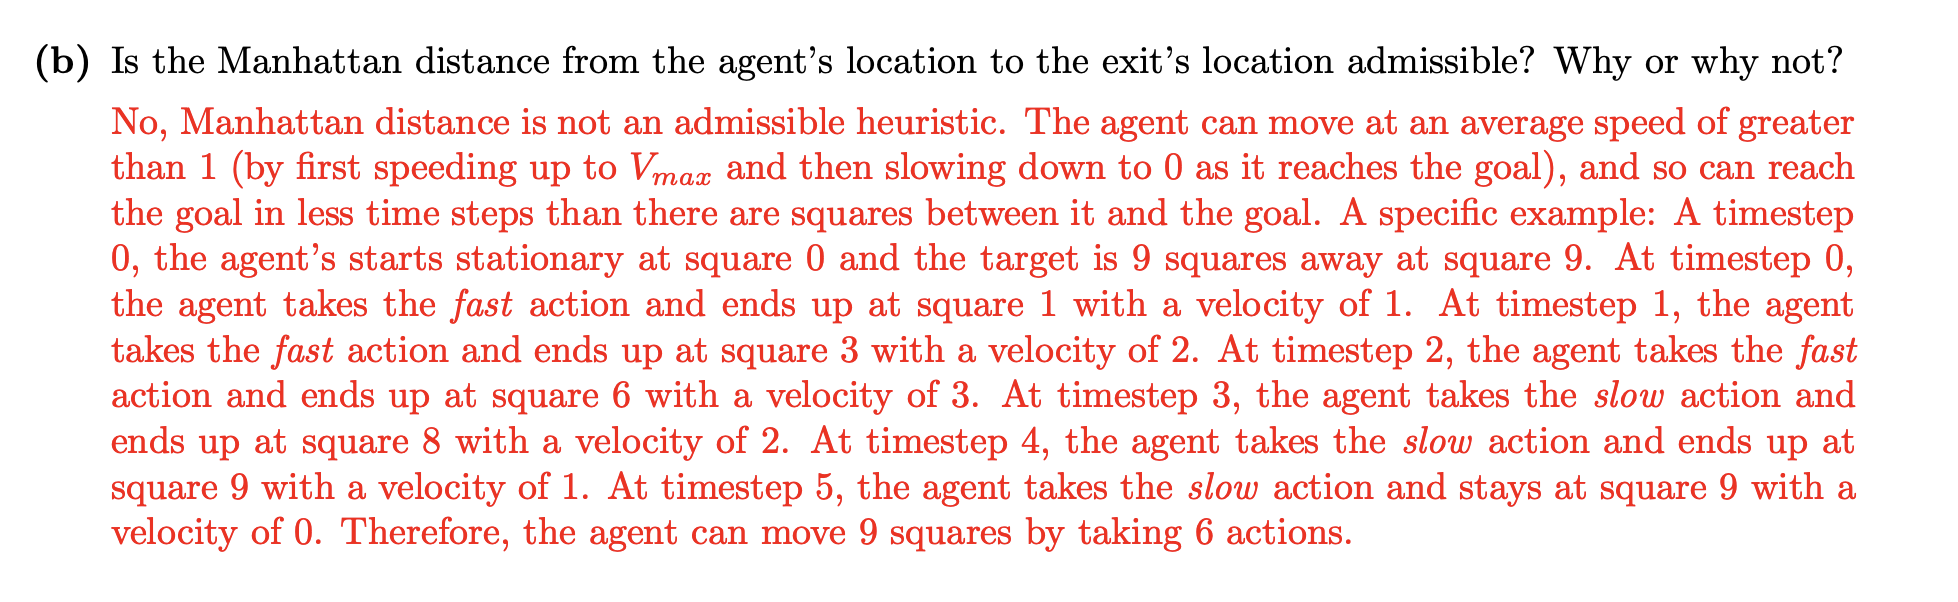 (b) Is the Manhattan distance from the agent's location to the exit's location admissible? Why or why not?
No, Manhattan distance is not an admissible heuristic. The agent can move at an average speed of greater
than 1 (by first speeding up to Vmax and then slowing down to 0 as it reaches the goal), and so can reach
the goal in less time steps than there are squares between it and the goal. A specific example: A timestep
0, the agent's starts stationary at square 0 and the target is 9 squares away at square 9. At timestep 0,
the agent takes the fast action and ends up at square 1 with a velocity of 1. At timestep 1, the agent
takes the fast action and ends up at square 3 with a velocity of 2. At timestep 2, the agent takes the fast
action and ends up at square 6 with a velocity of 3. At timestep 3, the agent takes the slow action and
ends up at square 8 with a velocity of 2. At timestep 4, the agent takes the slow action and ends up at
square 9 with a velocity of 1. At timestep 5, the agent takes the slow action and stays at square 9 with a
velocity of 0. Therefore, the agent can move 9 squares by taking 6 actions.